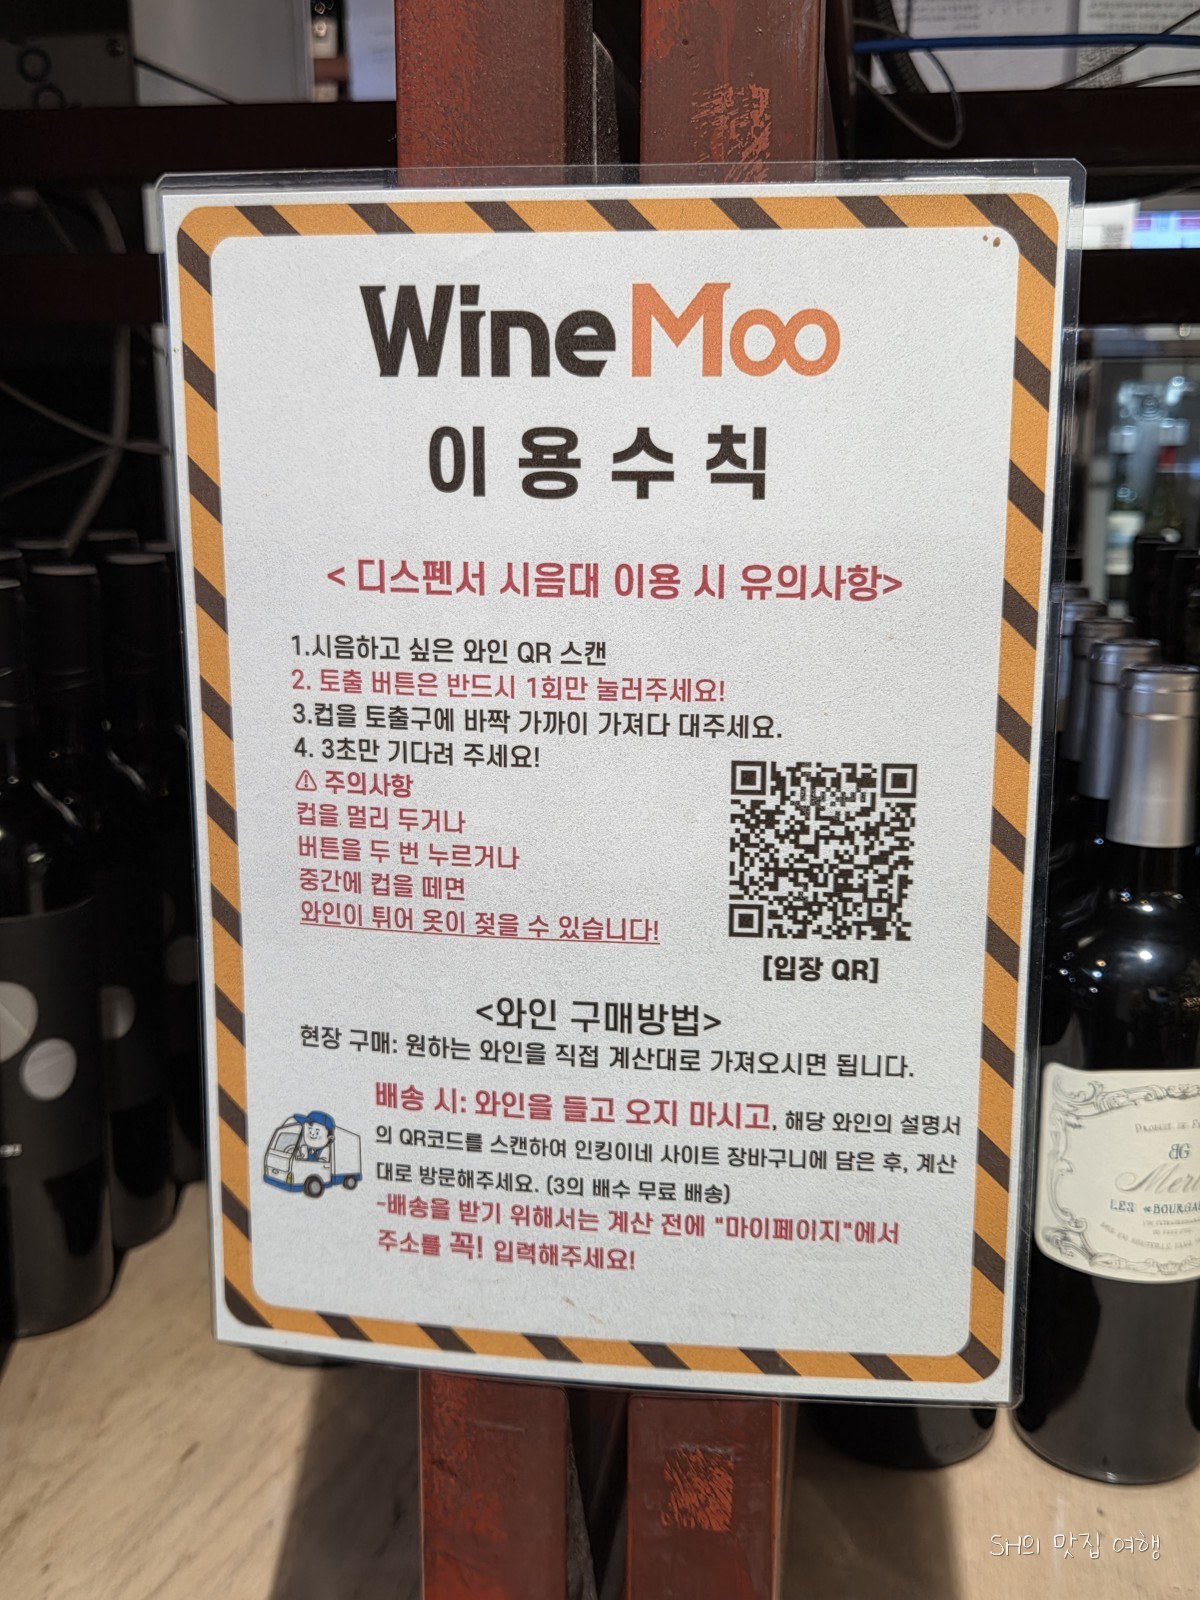 Wine Moo
이용수칙
< 디스펜서 시음대 이용 시 유의사항>
1.시음하고 싶은 와인 QR 스캔
2. 토출 버튼은 반드시 1회만 눌러주세요!
3.컵을 토출구에 바짝 가까이 가져다 대주세요.
4. 3초만 기다려 주세요!
⚠ 주의사항
컵을 멀리 두거나
버튼을 두 번 누르거나
중간에 컵을 떼면
와인이 튀어 옷이 젖을 수 있습니다!
[입장 QR]
<와인 구매방법>
현장 구매: 원하는 와인을 직접 계산대로 가져오시면 됩니다.
배송 시: 와인을 들고 오지 마시고, 해당 와인의 설명서
의 QR코드를 스캔하여 인킹이네 사이트 장바구니에 담은 후, 계산
대로 방문해주세요. (3의 배수 무료 배송)
-배송을 받기 위해서는 계산 전에 "마이페이지"에서
주소를 꼭! 입력해주세요!
BG
LES
SH의 맛집 여행